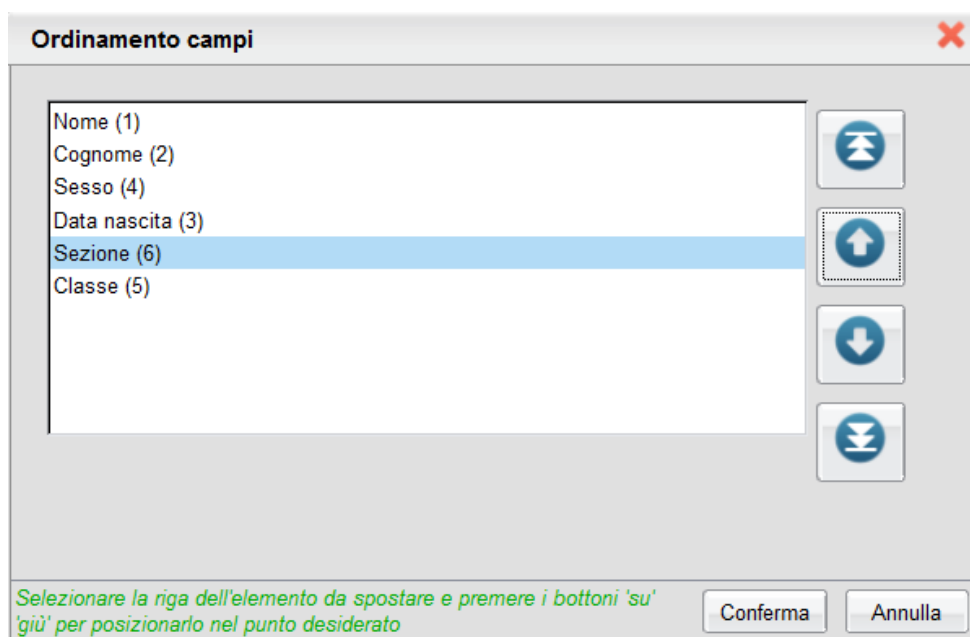 Ordinamento campi
Nome (1)
Cognome (2)
Sesso (4)
Data nascita (3)
Sezione (6)
Classe (5)
Selezionare la riga dell'elemento da spostare e premere i bottoni 'su'
'giù' per posizionarlo nel punto desiderato
Conferma
Annulla